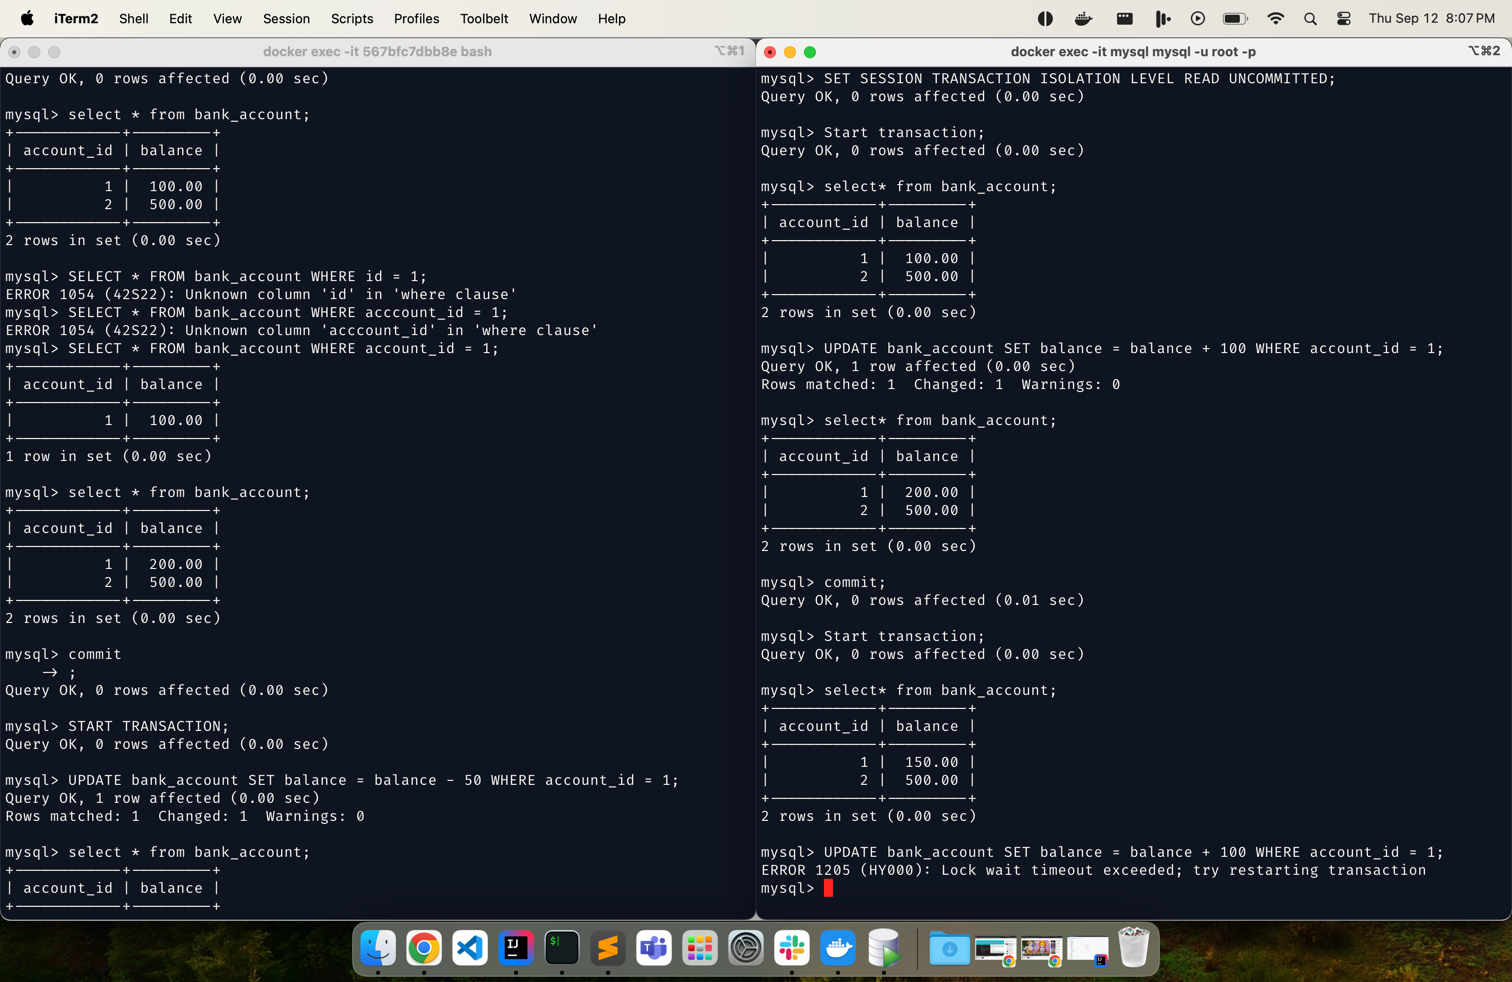 iTerm2 Shell Edit View Session Scripts Profiles Toolbelt Window Help Thu Sep 12 8:07 PM
docker exec -it 567bfc7dbb8e bash ⌥⌘1
Query OK, 0 rows affected (0.00 sec)
mysql> select * from bank_account;
+------------+---------+
| account_id | balance |
+------------+---------+
| 1 | 100.00 |
| 2 | 500.00 |
+------------+---------+
2 rows in set (0.00 sec)
mysql> SELECT * FROM bank_account WHERE id = 1;
ERROR 1054 (42S22): Unknown column 'id' in 'where clause'
mysql> SELECT * FROM bank_account WHERE acccount_id = 1;
ERROR 1054 (42S22): Unknown column 'acccount_id' in 'where clause'
mysql> SELECT * FROM bank_account WHERE account_id = 1;
+------------+---------+
| account_id | balance |
+------------+---------+
| 1 | 100.00 |
+------------+---------+
1 row in set (0.00 sec)
mysql> select * from bank_account;
+------------+---------+
| account_id | balance |
+------------+---------+
| 1 | 200.00 |
| 2 | 500.00 |
+------------+---------+
2 rows in set (0.00 sec)
mysql> commit
-> ;
Query OK, 0 rows affected (0.00 sec)
mysql> START TRANSACTION;
Query OK, 0 rows affected (0.00 sec)
mysql> UPDATE bank_account SET balance = balance - 50 WHERE account_id = 1;
Query OK, 1 row affected (0.00 sec)
Rows matched: 1 Changed: 1 Warnings: 0
mysql> select * from bank_account;
+------------+---------+
| account_id | balance |
+------------+---------+
docker exec -it mysql mysql -u root -p ⌥⌘2
mysql> SET SESSION TRANSACTION ISOLATION LEVEL READ UNCOMMITTED;
Query OK, 0 rows affected (0.00 sec)
mysql> Start transaction;
Query OK, 0 rows affected (0.00 sec)
mysql> select* from bank_account;
+------------+---------+
| account_id | balance |
+------------+---------+
| 1 | 100.00 |
| 2 | 500.00 |
+------------+---------+
2 rows in set (0.00 sec)
mysql> UPDATE bank_account SET balance = balance + 100 WHERE account_id = 1;
Query OK, 1 row affected (0.00 sec)
Rows matched: 1 Changed: 1 Warnings: 0
mysql> select* from bank_account;
+------------+---------+
| account_id | balance |
+------------+---------+
| 1 | 200.00 |
| 2 | 500.00 |
+------------+---------+
2 rows in set (0.00 sec)
mysql> commit;
Query OK, 0 rows affected (0.01 sec)
mysql> Start transaction;
Query OK, 0 rows affected (0.00 sec)
mysql> select* from bank_account;
+------------+---------+
| account_id | balance |
+------------+---------+
| 1 | 150.00 |
| 2 | 500.00 |
+------------+---------+
2 rows in set (0.00 sec)
mysql> UPDATE bank_account SET balance = balance + 100 WHERE account_id = 1;
ERROR 1205 (HY000): Lock wait timeout exceeded; try restarting transaction
mysql>
IJ
$|